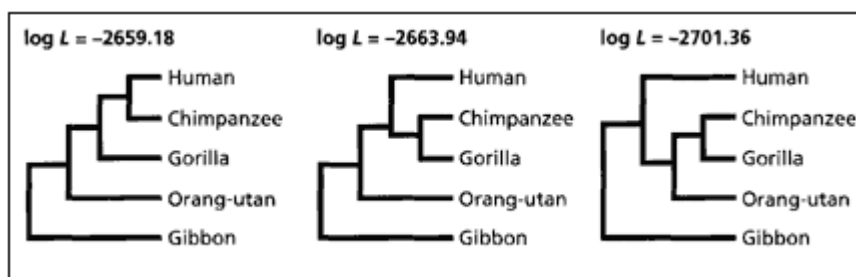 log L = –2659.18
Human
Chimpanzee
Gorilla
Orang-utan
Gibbon
log L = –2663.94
Human
Chimpanzee
Gorilla
Orang-utan
Gibbon
log L = –2701.36
Human
Chimpanzee
Gorilla
Orang-utan
Gibbon